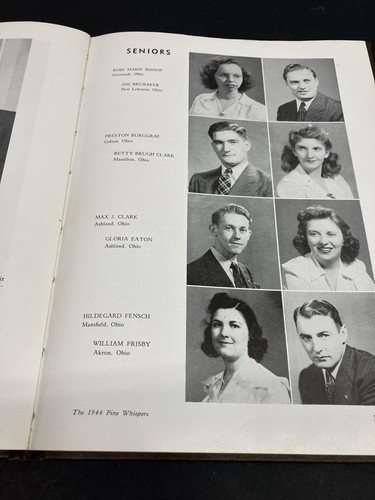 SENIORS
ROSE MARIE BISHOP
Savannah, Ohio
JOE BRUBAKER
New Lebanon, Ohio
PRESTON BURGGRAF
Galion, Ohio
BETTY BRUGH CLARK
Massillon, Ohio
MAX J. CLARK
Ashland, Ohio
GLORIA EATON
Ashland, Ohio
HILDEGARD FENSCH
Mansfield, Ohio
WILLIAM FRISBY
Akron, Ohio
The 1946 Pine Whispers